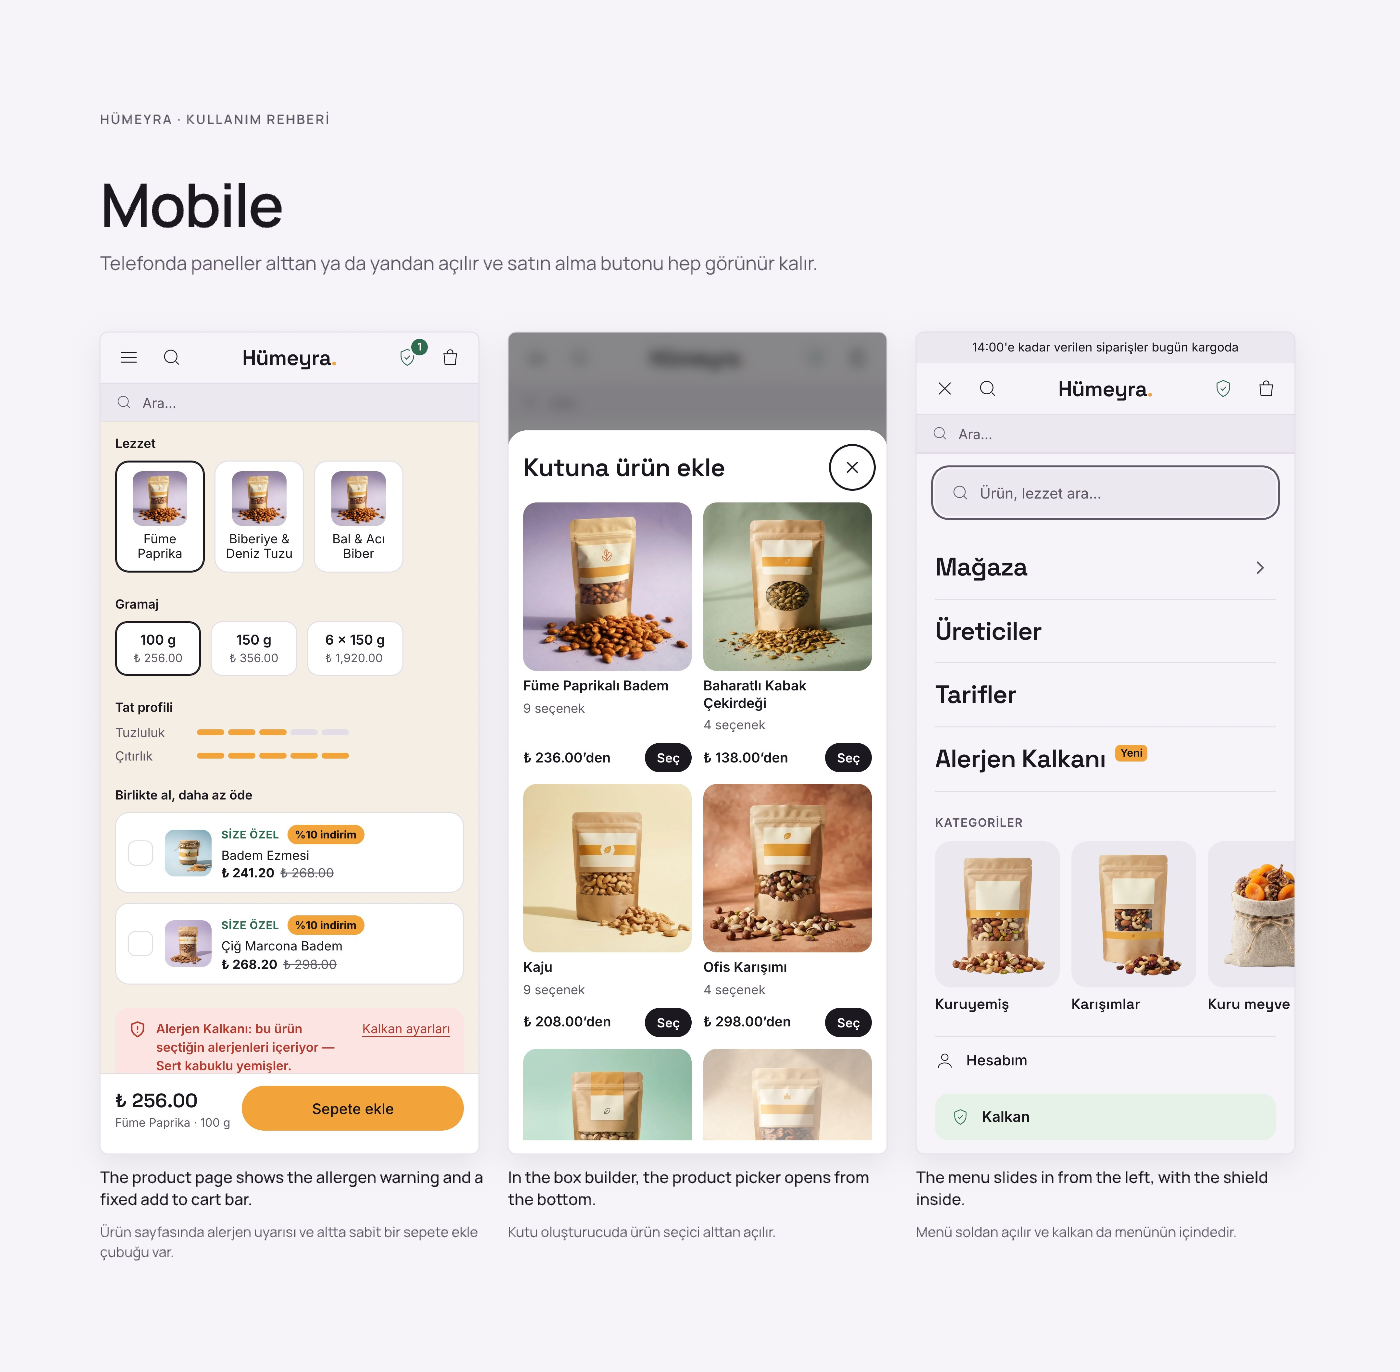 HÜMEYRA · KULLANIM REHBERİ
Mobile
Telefonda paneller alttan ya da yandan açılır ve satın alma butonu hep görünür kalır.
Hümeyra.
1
Ara...
Lezzet
Füme
Paprika
Biberiye &
Deniz Tuzu
Bal & Acı
Biber
Gramaj
100 g
₺ 256.00
150 g
₺ 356.00
6 × 150 g
₺ 1,920.00
Tat profili
Tuzluluk
Çıtırlık
Birlikte al, daha az öde
SİZE ÖZEL %10 indirim
Badem Ezmesi
₺ 241.20 ₺ 268.00
SİZE ÖZEL %10 indirim
Çiğ Marcona Badem
₺ 268.20 ₺ 298.00
Alerjen Kalkanı: bu ürün
seçtiğin alerjenleri içeriyor —
Sert kabuklu yemişler.
Kalkan ayarları
₺ 256.00
Füme Paprika · 100 g
Sepete ekle
The product page shows the allergen warning and a
fixed add to cart bar.
Ürün sayfasında alerjen uyarısı ve altta sabit bir sepete ekle
çubuğu var.
Kutuna ürün ekle
Füme Paprikalı Badem
9 seçenek
₺ 236.00'den
Seç
Baharatlı Kabak
Çekirdeği
4 seçenek
₺ 138.00'den
Seç
Kaju
9 seçenek
₺ 208.00'den
Seç
Ofis Karışımı
4 seçenek
₺ 298.00'den
Seç
In the box builder, the product picker opens from
the bottom.
Kutu oluşturucuda ürün seçici alttan açılır.
14:00'e kadar verilen siparişler bugün kargoda
Hümeyra.
Ara...
Ürün, lezzet ara...
Mağaza
Üreticiler
Tarifler
Alerjen Kalkanı Yeni
KATEGORİLER
Kuruyemiş
Karışımlar
Kuru meyve
Hesabım
Kalkan
The menu slides in from the left, with the shield
inside.
Menü soldan açılır ve kalkan da menünün içindedir.